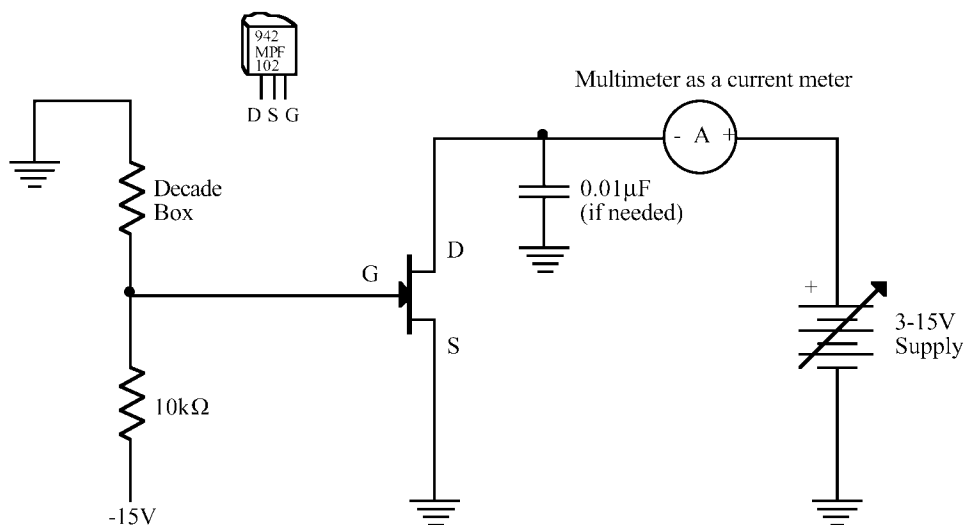 942
MPF
102
D S G
Multimeter as a current meter
- A +
Decade
Box
0.01µF
(if needed)
D
G
S
+
3-15V
Supply
10kΩ
-15V